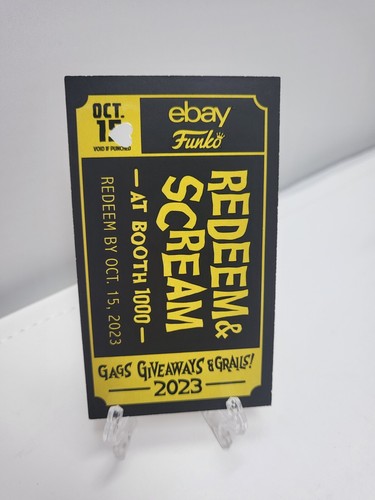 OCT.
VOID IF PUNCHED
ebay
Funko
REDEEM &
SCREAM
— AT BOOTH 1000 —
REDEEM BY OCT. 15, 2023
GAGS GIVEAWAYS & GRAILS!
— 2023 —